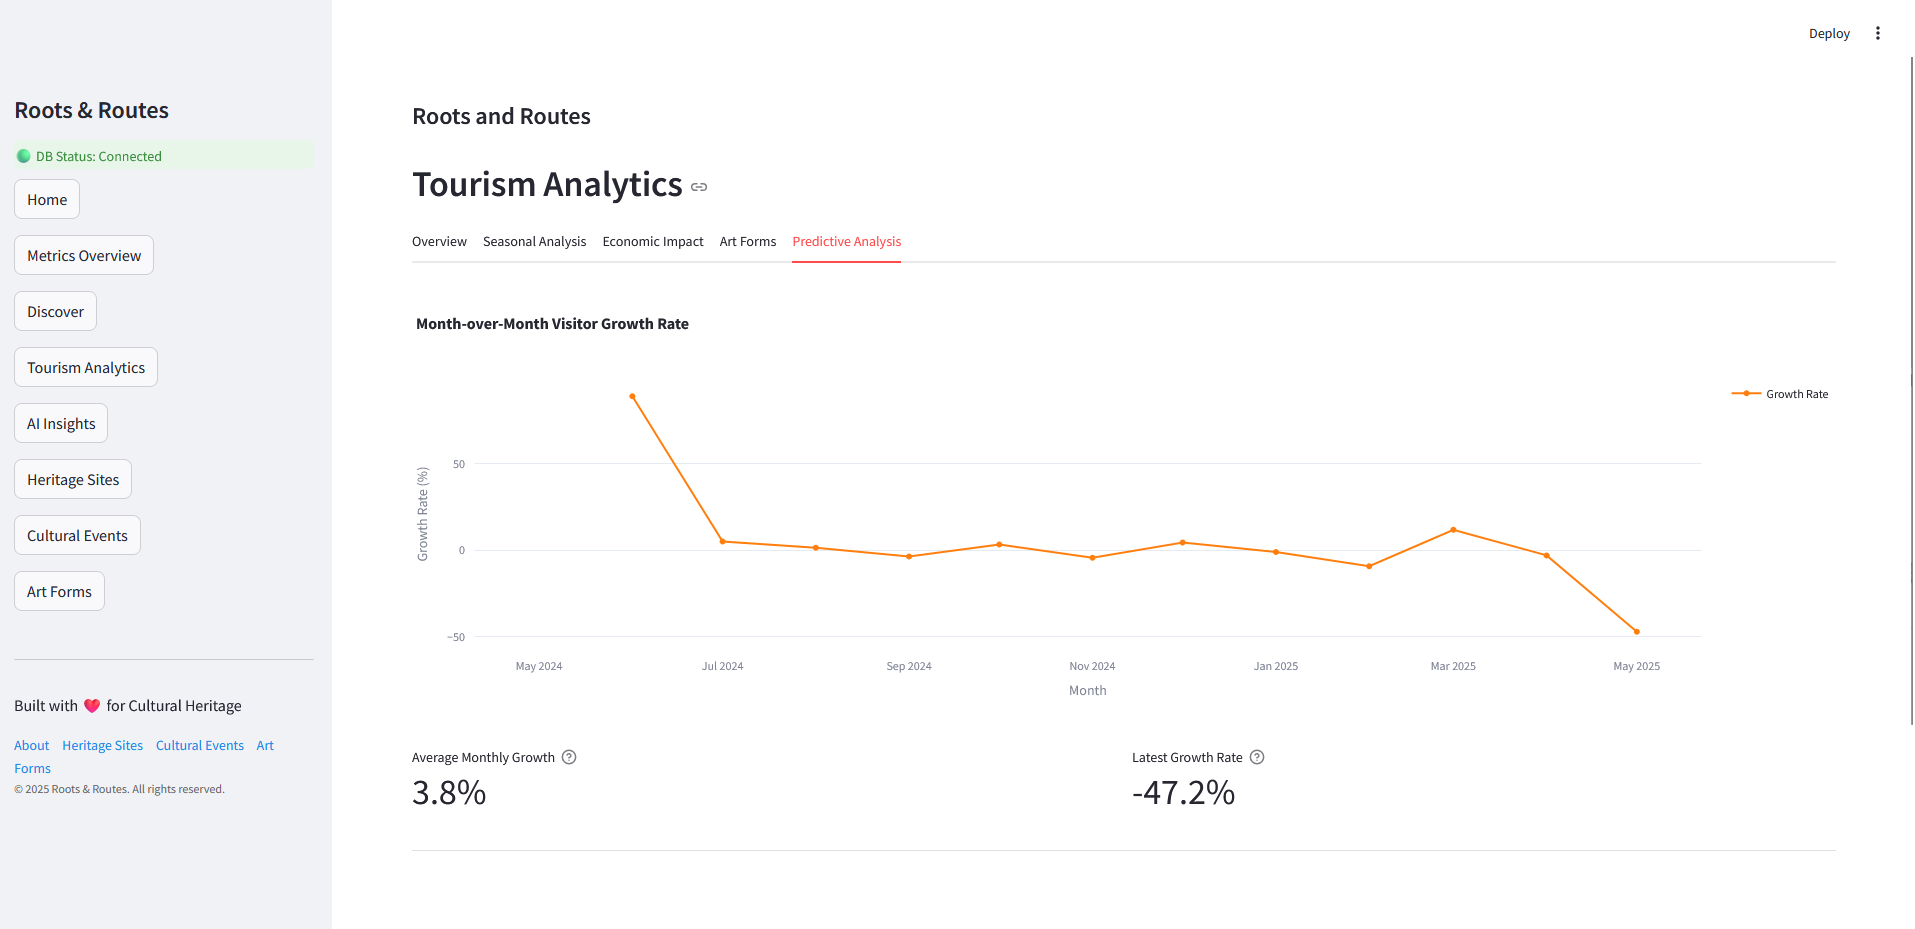 Deploy
Roots & Routes
DB Status: Connected
Home
Metrics Overview
Discover
Tourism Analytics
AI Insights
Heritage Sites
Cultural Events
Art Forms
Built with ❤️ for Cultural Heritage
About Heritage Sites Cultural Events Art
Forms
© 2025 Roots & Routes. All rights reserved.
Roots and Routes
Tourism Analytics
Overview Seasonal Analysis Economic Impact Art Forms Predictive Analysis
Month-over-Month Visitor Growth Rate
Growth Rate
Growth Rate (%)
50
0
−50
May 2024 Jul 2024 Sep 2024 Nov 2024 Jan 2025 Mar 2025 May 2025
Month
Average Monthly Growth
3.8%
Latest Growth Rate
-47.2%